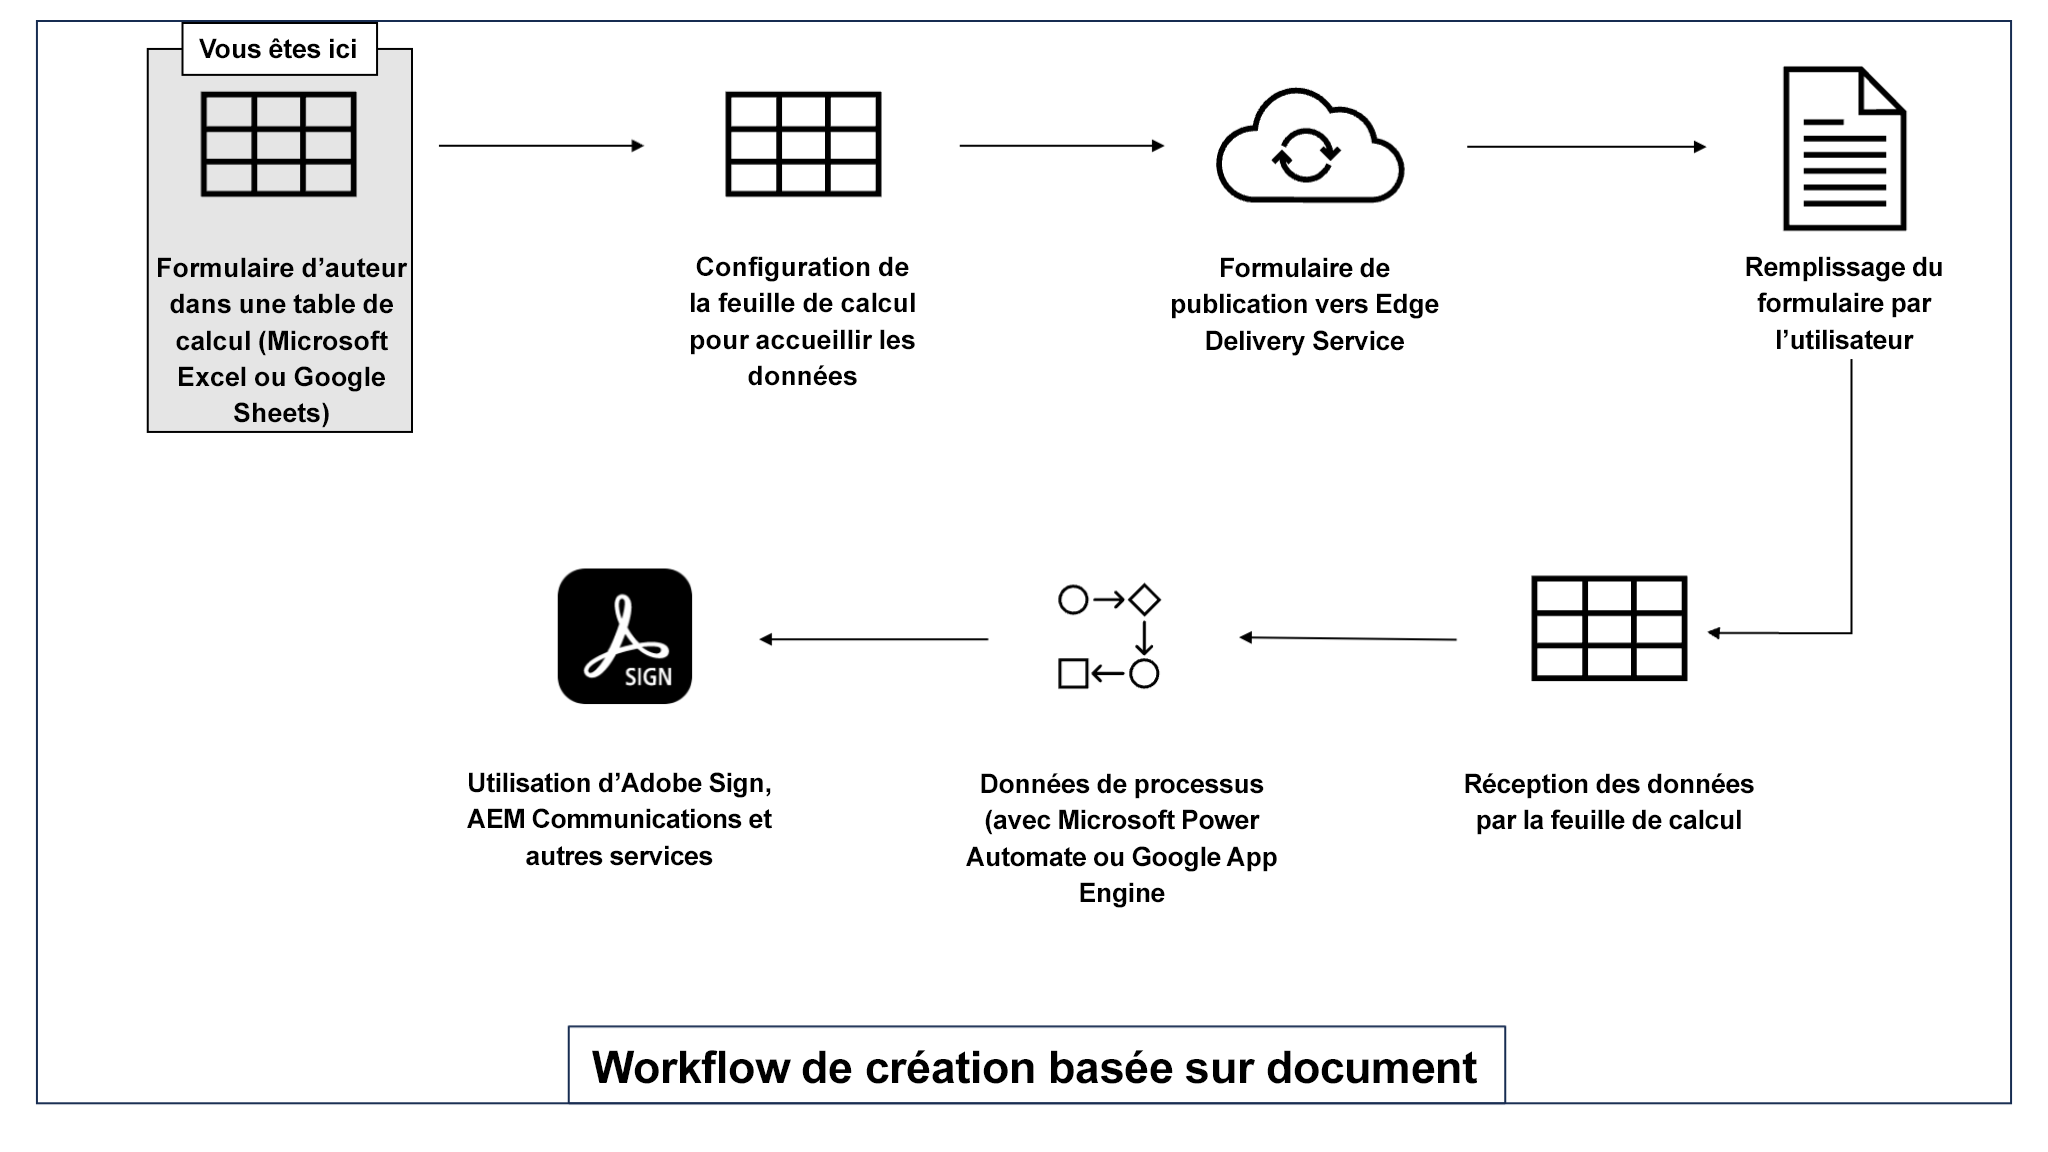 Vous êtes ici
Formulaire d’auteur
dans une table de
calcul (Microsoft
Excel ou Google
Sheets)
Configuration de
la feuille de calcul
pour accueillir les
données
Formulaire de
publication vers Edge
Delivery Service
Remplissage du
formulaire par
l’utilisateur
SIGN
Utilisation d’Adobe Sign,
AEM Communications et
autres services
Données de processus
(avec Microsoft Power
Automate ou Google App
Engine
Réception des données
par la feuille de calcul
Workflow de création basée sur document